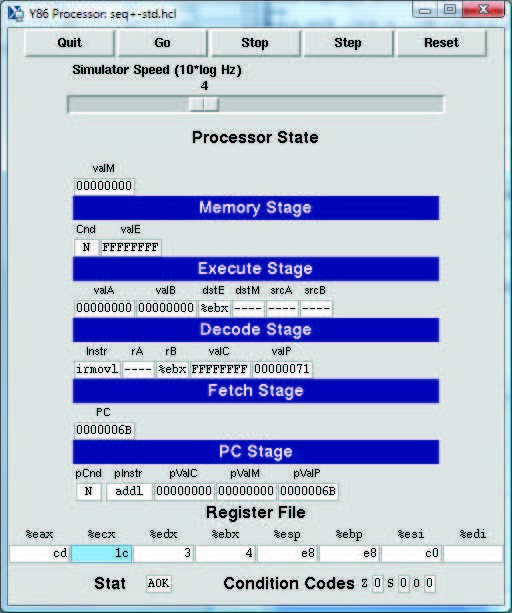 Y86 Processor: seq+-std.hcl
Quit Go Stop Step Reset
Simulator Speed (10*log Hz)
4
Processor State
valM
00000000
Memory Stage
Cnd valE
N FFFFFFFF
Execute Stage
valA valB dstE dstM srcA srcB
00000000 00000000 %ebx ---- ---- ----
Decode Stage
Instr rA rB valC valP
irmovl ---- %ebx FFFFFFFF 00000071
Fetch Stage
PC
0000006B
PC Stage
pCnd pInstr pValC pValM pValP
N addl 00000000 00000000 0000006B
Register File
%eax %ecx %edx %ebx %esp %ebp %esi %edi
cd 1c 3 4 e8 e8 c0
Stat AOK Condition Codes Z 0 S 0 0 0